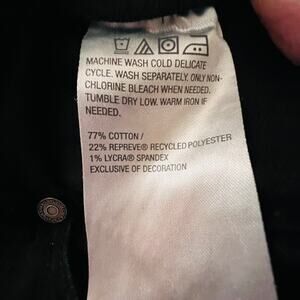 MACHINE WASH COLD DELICATE
CYCLE. WASH SEPARATELY. ONLY NON-
CHLORINE BLEACH WHEN NEEDED.
TUMBLE DRY LOW. WARM IRON IF
NEEDED.
77% COTTON /
22% REPREVE® RECYCLED POLYESTER
1% LYCRA® SPANDEX
EXCLUSIVE OF DECORATION